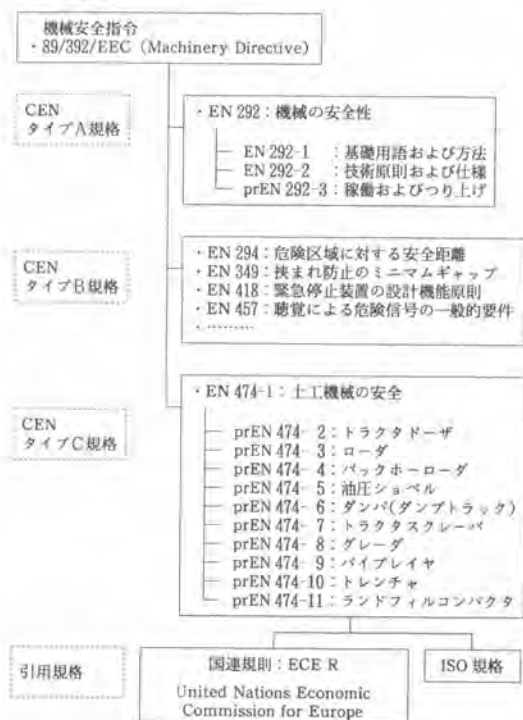 機械安全指令
・89/392/EEC (Machinery Directive)
CEN
タイプA規格
・EN 292：機械の安全性
EN 292-1 ：基礎用語および方法
EN 292-2 ：技術原則および仕様
prEN 292-3 ：稼働およびつり上げ
CEN
タイプB規格
・EN 294：危険区域に対する安全距離
・EN 349：挟まれ防止のミニマムギャップ
・EN 418：緊急停止装置の設計機能原則
・EN 457：聴覚による危険信号の一般的要件
・………
CEN
タイプC規格
・EN 474-1：土工機械の安全
prEN 474- 2：トラクタドーザ
prEN 474- 3：ローダ
prEN 474- 4：バックホーローダ
prEN 474- 5：油圧ショベル
prEN 474- 6：ダンパ(ダンプトラック)
prEN 474- 7：トラクタスクレーパ
prEN 474- 8：グレーダ
prEN 474- 9：パイプレイヤ
prEN 474-10：トレンチャ
prEN 474-11：ランドフィルコンパクタ
引用規格
国連規則：ECE R
United Nations Economic
Commission for Europe
ISO 規格